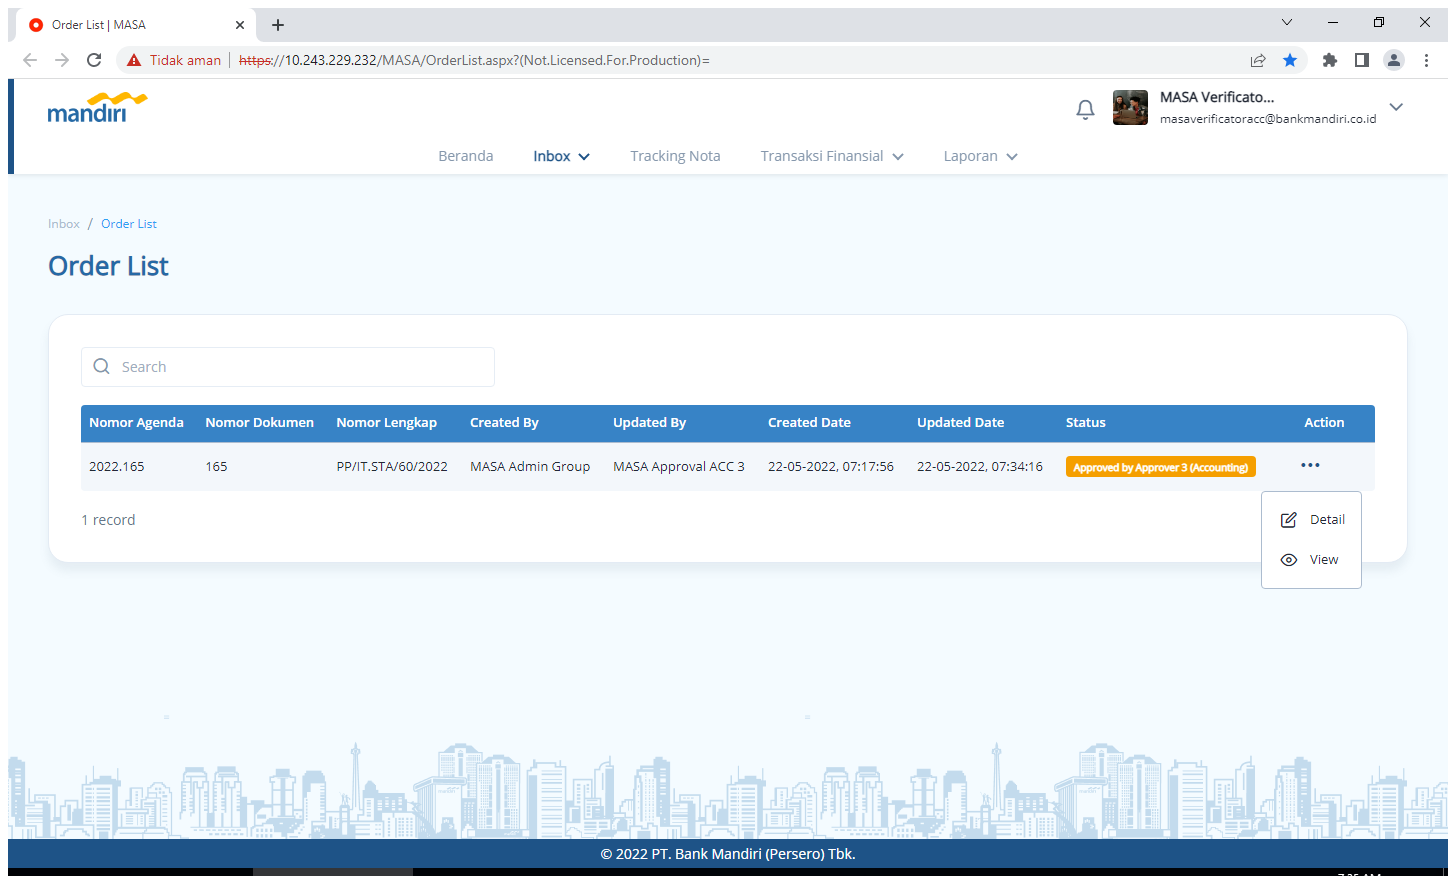 Order List | MASA
Tidak aman | https://10.243.229.232/MASA/OrderList.aspx?(Not.Licensed.For.Production)=
mandiri
MASA Verificato...
masaverificatoracc@bankmandiri.co.id
Beranda Inbox Tracking Nota Transaksi Finansial Laporan
Inbox / Order List
Order List
Search
Nomor Agenda Nomor Dokumen Nomor Lengkap Created By Updated By Created Date Updated Date Status Action
2022.165 165 PP/IT.STA/60/2022 MASA Admin Group MASA Approval ACC 3 22-05-2022, 07:17:56 22-05-2022, 07:34:16 Approved by Approver 3 (Accounting) •••
1 record
Detail
View
© 2022 PT. Bank Mandiri (Persero) Tbk.